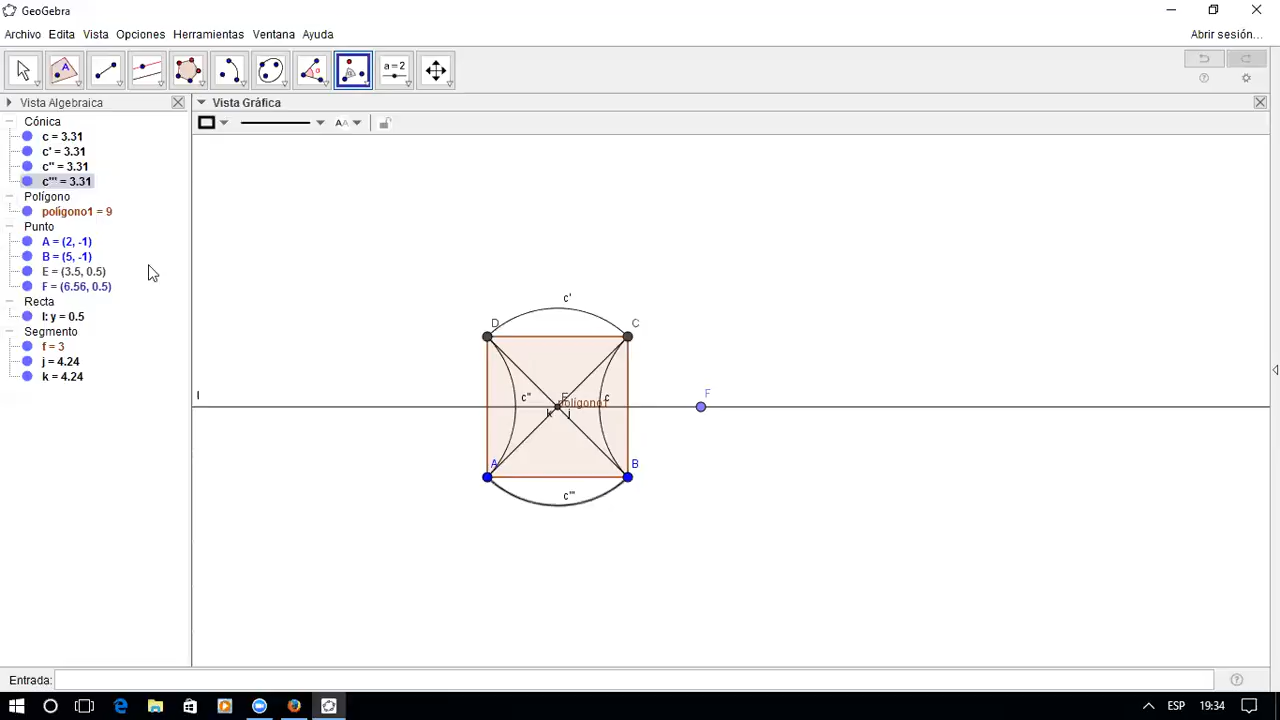 GeoGebra
Archivo Edita Vista Opciones Herramientas Ventana Ayuda Abrir sesión...
A α a = 2
Vista Algebraica Vista Gráfica
Cónica AA
c = 3.31
c' = 3.31
c'' = 3.31
c''' = 3.31
Polígono
polígono1 = 9
Punto
A = (2, -1)
B = (5, -1)
E = (3.5, 0.5)
F = (6.56, 0.5)
Recta
l: y = 0.5
Segmento
f = 3
j = 4.24
k = 4.24
c'
D C
l c'' E c F
polígono1
k j
A B
c'''
Entrada:
ESP 19:34